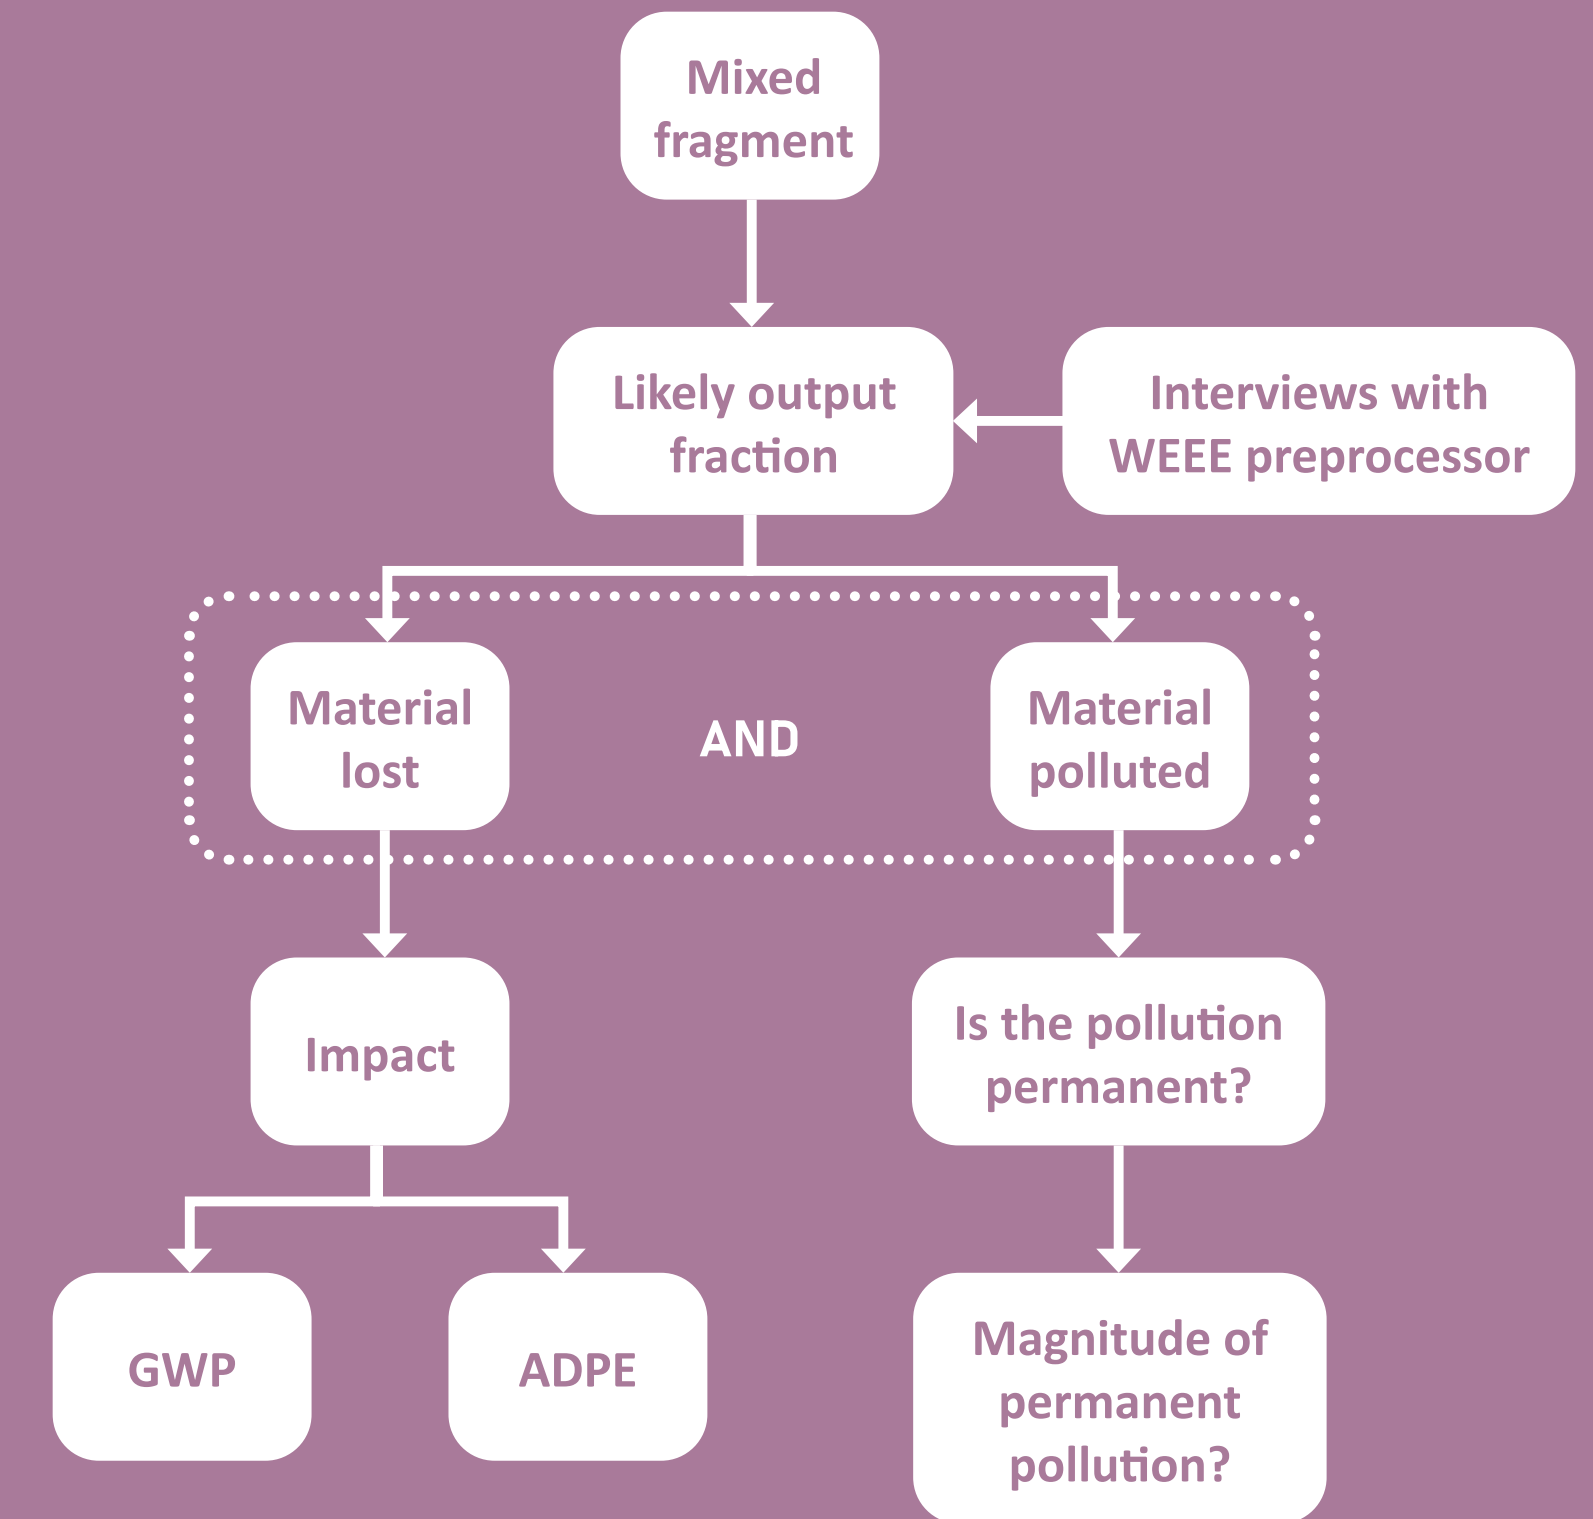 Mixed
fragment
Likely output
fraction
Interviews with
WEEE preprocessor
Material
lost
AND
Material
polluted
Impact
Is the pollution
permanent?
GWP
ADPE
Magnitude of
permanent
pollution?